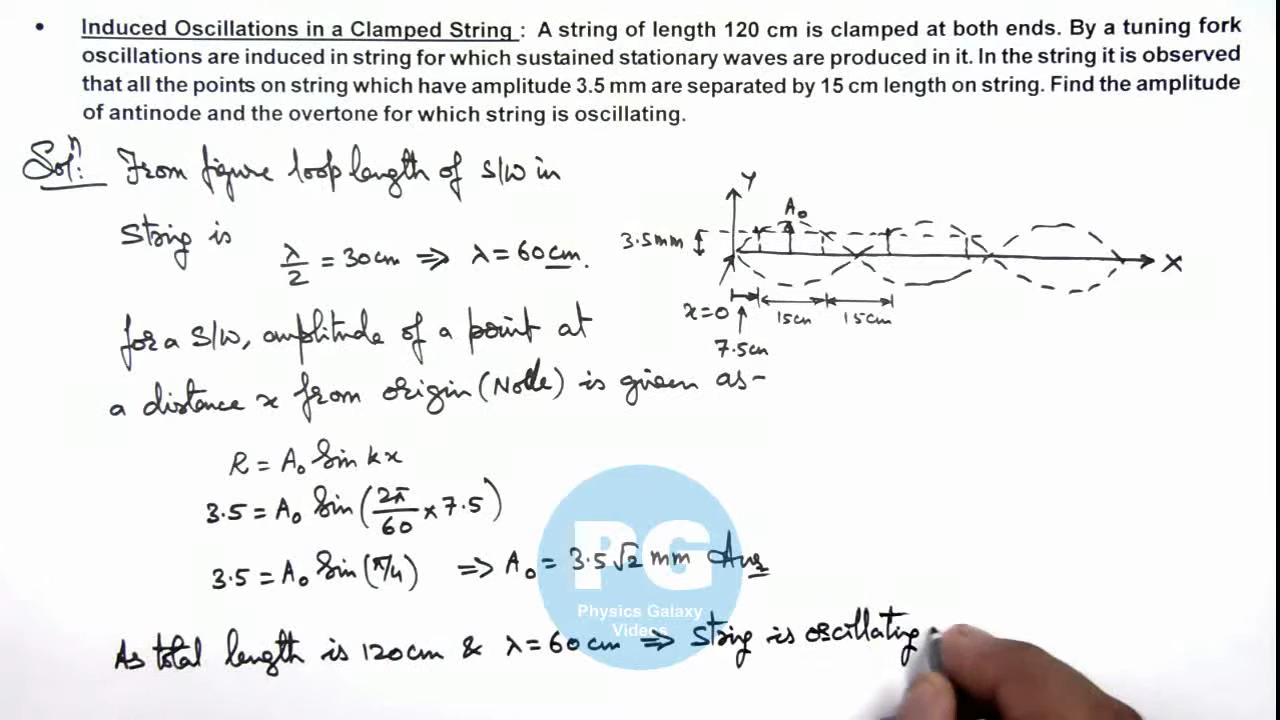 • Induced Oscillations in a Clamped String : A string of length 120 cm is clamped at both ends. By a tuning fork
oscillations are induced in string for which sustained stationary waves are produced in it. In the string it is observed
that all the points on string which have amplitude 3.5 mm are separated by 15 cm length on string. Find the amplitude
of antinode and the overtone for which string is oscillating.
Solⁿ: From figure loop length of S/W in
string is
λ/2 = 30cm ⇒ λ = 60cm.
for a S/W, amplitude of a point at
a distance x from origin (Node) is given as-
R = A₀ Sin kx
3.5 = A₀ Sin (2π/60 × 7.5)
3.5 = A₀ Sin (π/4) ⇒ A₀ = 3.5√2 mm Ans
As total length is 120cm & λ = 60 cm ⇒ string is oscillating
Y
A₀
3.5mm
X
x=0
15cm 15cm
7.5cm
PG
Physics Galaxy
Videos